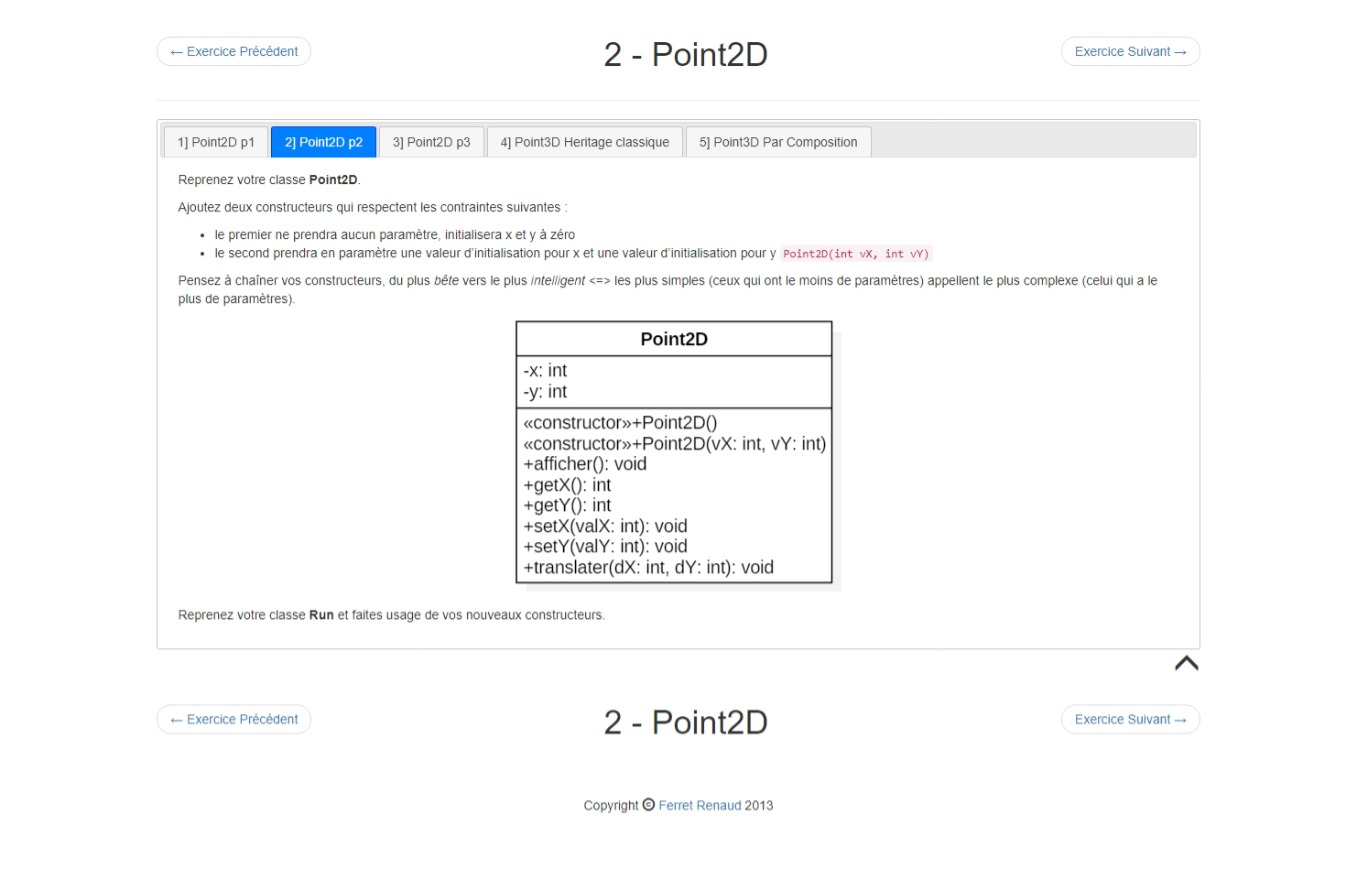 ← Exercice Précédent
2 - Point2D
Exercice Suivant →
1] Point2D p1
2] Point2D p2
3] Point2D p3
4] Point3D Heritage classique
5] Point3D Par Composition
Reprenez votre classe Point2D.
Ajoutez deux constructeurs qui respectent les contraintes suivantes :
• le premier ne prendra aucun paramètre, initialisera x et y à zéro
• le second prendra en paramètre une valeur d'initialisation pour x et une valeur d'initialisation pour y Point2D(int vX, int vY)
Pensez à chaîner vos constructeurs, du plus bête vers le plus intelligent <=> les plus simples (ceux qui ont le moins de paramètres) appellent le plus complexe (celui qui a le
plus de paramètres).
Point2D
-x: int
-y: int
«constructor»+Point2D()
«constructor»+Point2D(vX: int, vY: int)
+afficher(): void
+getX(): int
+getY(): int
+setX(valX: int): void
+setY(valY: int): void
+translater(dX: int, dY: int): void
Reprenez votre classe Run et faites usage de vos nouveaux constructeurs.
← Exercice Précédent
2 - Point2D
Exercice Suivant →
Copyright © Ferret Renaud 2013